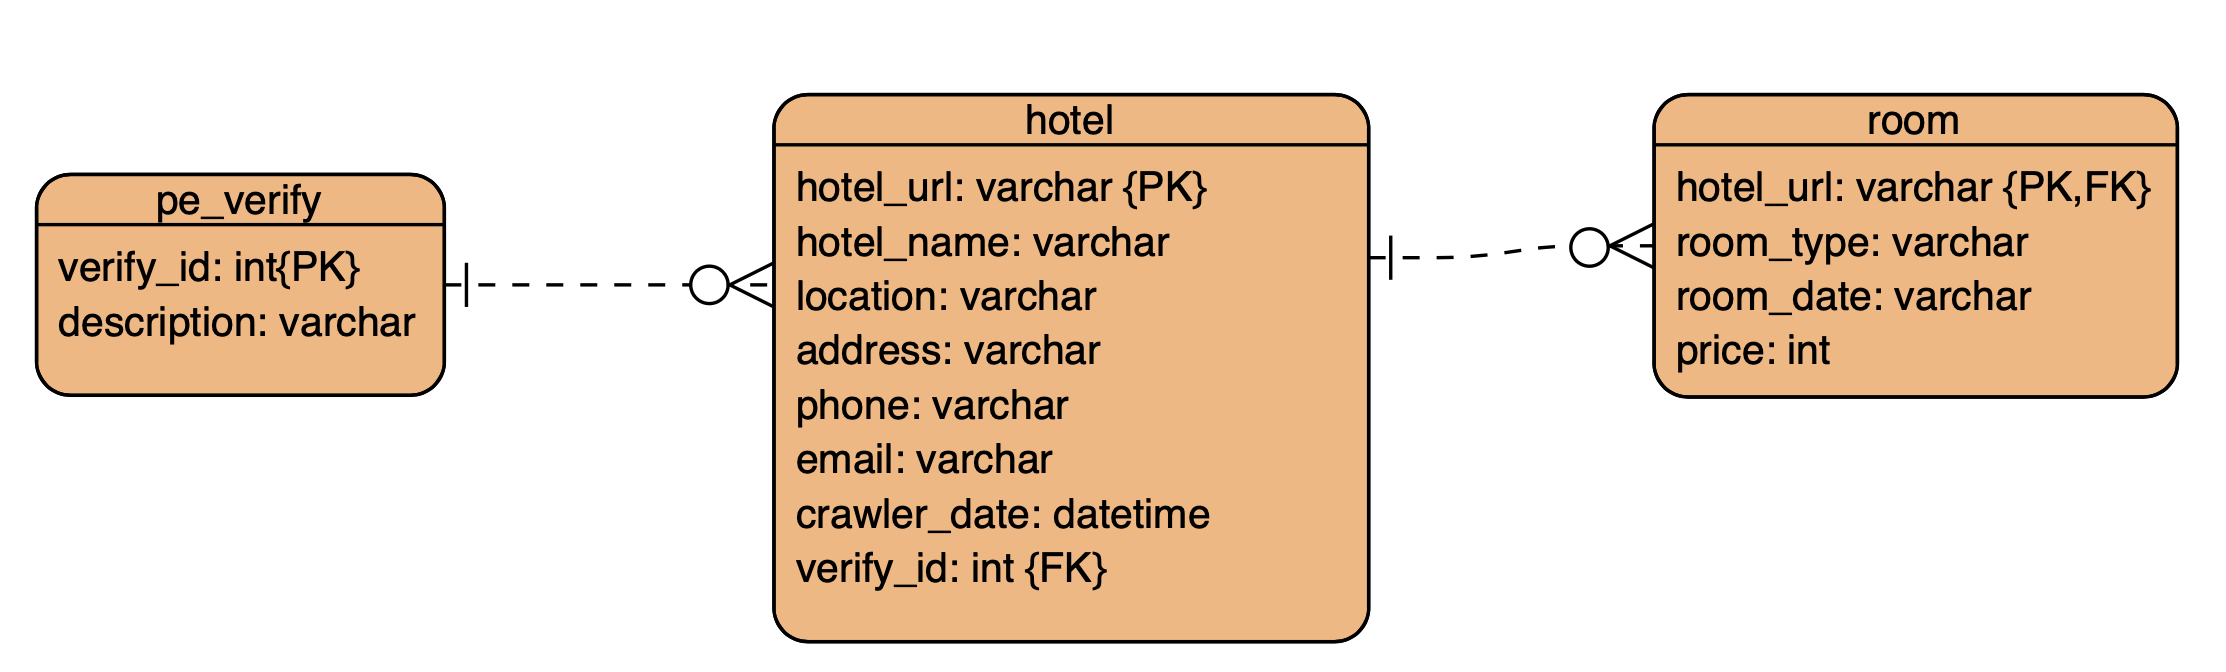 pe_verify
verify_id: int{PK}
description: varchar
hotel
hotel_url: varchar {PK}
hotel_name: varchar
location: varchar
address: varchar
phone: varchar
email: varchar
crawler_date: datetime
verify_id: int {FK}
room
hotel_url: varchar {PK,FK}
room_type: varchar
room_date: varchar
price: int